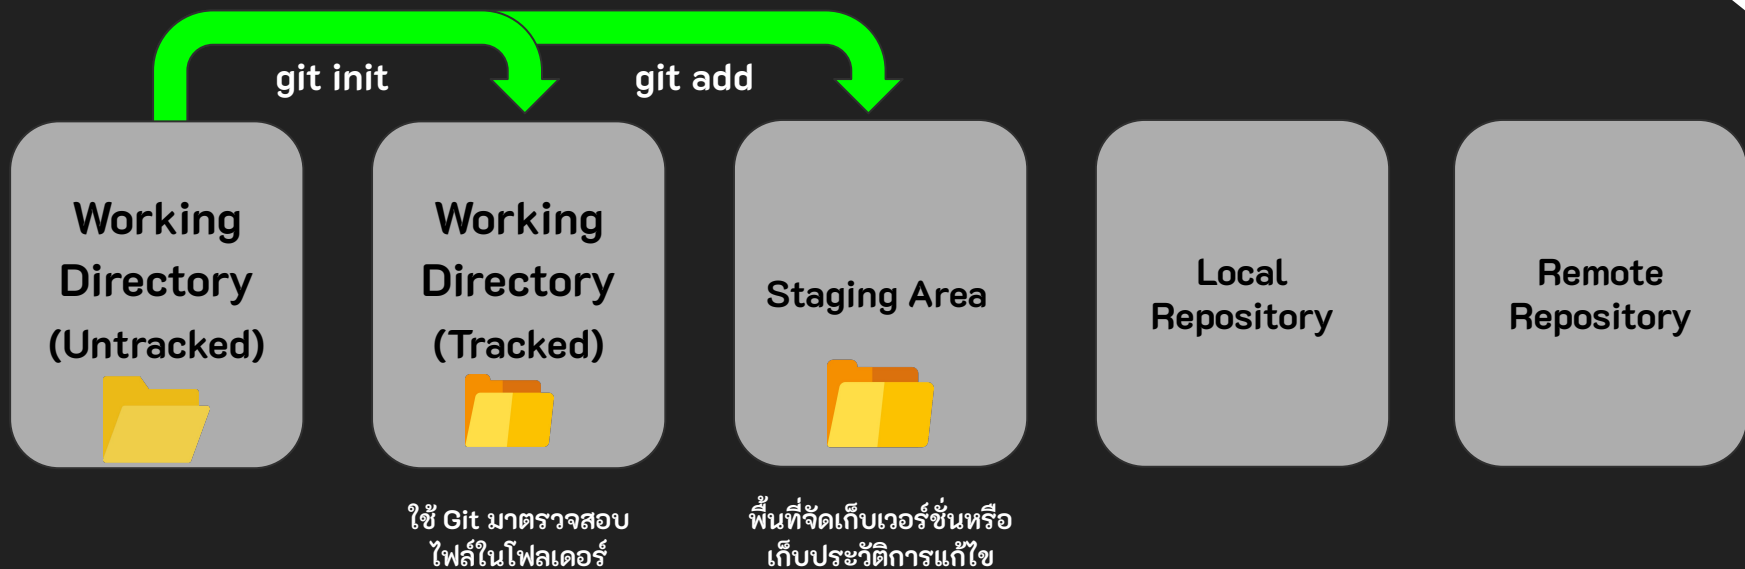 git init
git add
Working
Directory
(Untracked)
Working
Directory
(Tracked)
Staging Area
Local
Repository
Remote
Repository
ใช้ Git มาตรวจสอบ
ไฟล์ในโฟลเดอร์
พื้นที่จัดเก็บเวอร์ชั่นหรือ
เก็บประวัติการแก้ไข